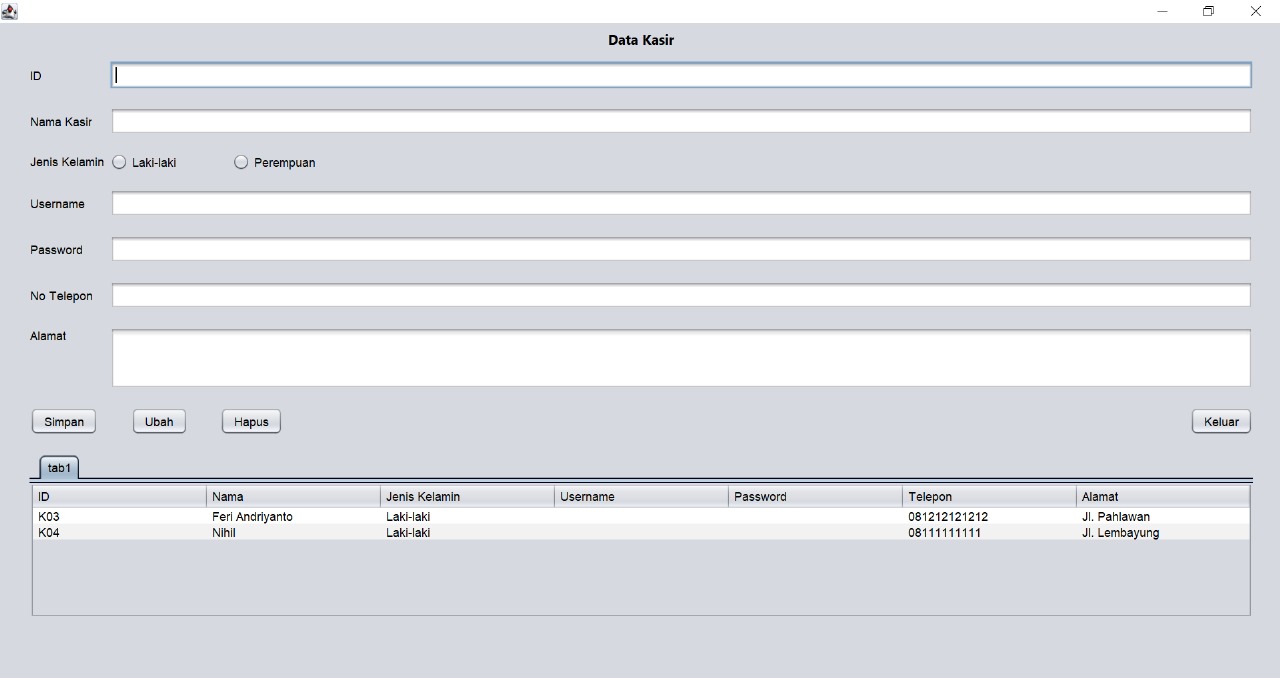 Data Kasir
ID
Nama Kasir
Jenis Kelamin Laki-laki Perempuan
Username
Password
No Telepon
Alamat
Simpan Ubah Hapus Keluar
tab1
ID Nama Jenis Kelamin Username Password Telepon Alamat
K03 Feri Andriyanto Laki-laki 081212121212 Jl. Pahlawan
K04 Nihil Laki-laki 08111111111 Jl. Lembayung